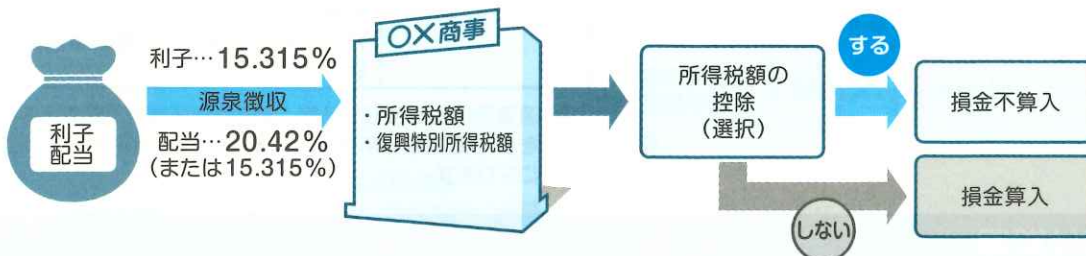 利子
配当
利子…15.315%
源泉徴収
配当…20.42%
(または15.315%)
○×商事
・所得税額
・復興特別所得税額
所得税額の
控除
(選択)
する
損金不算入
しない
損金算入